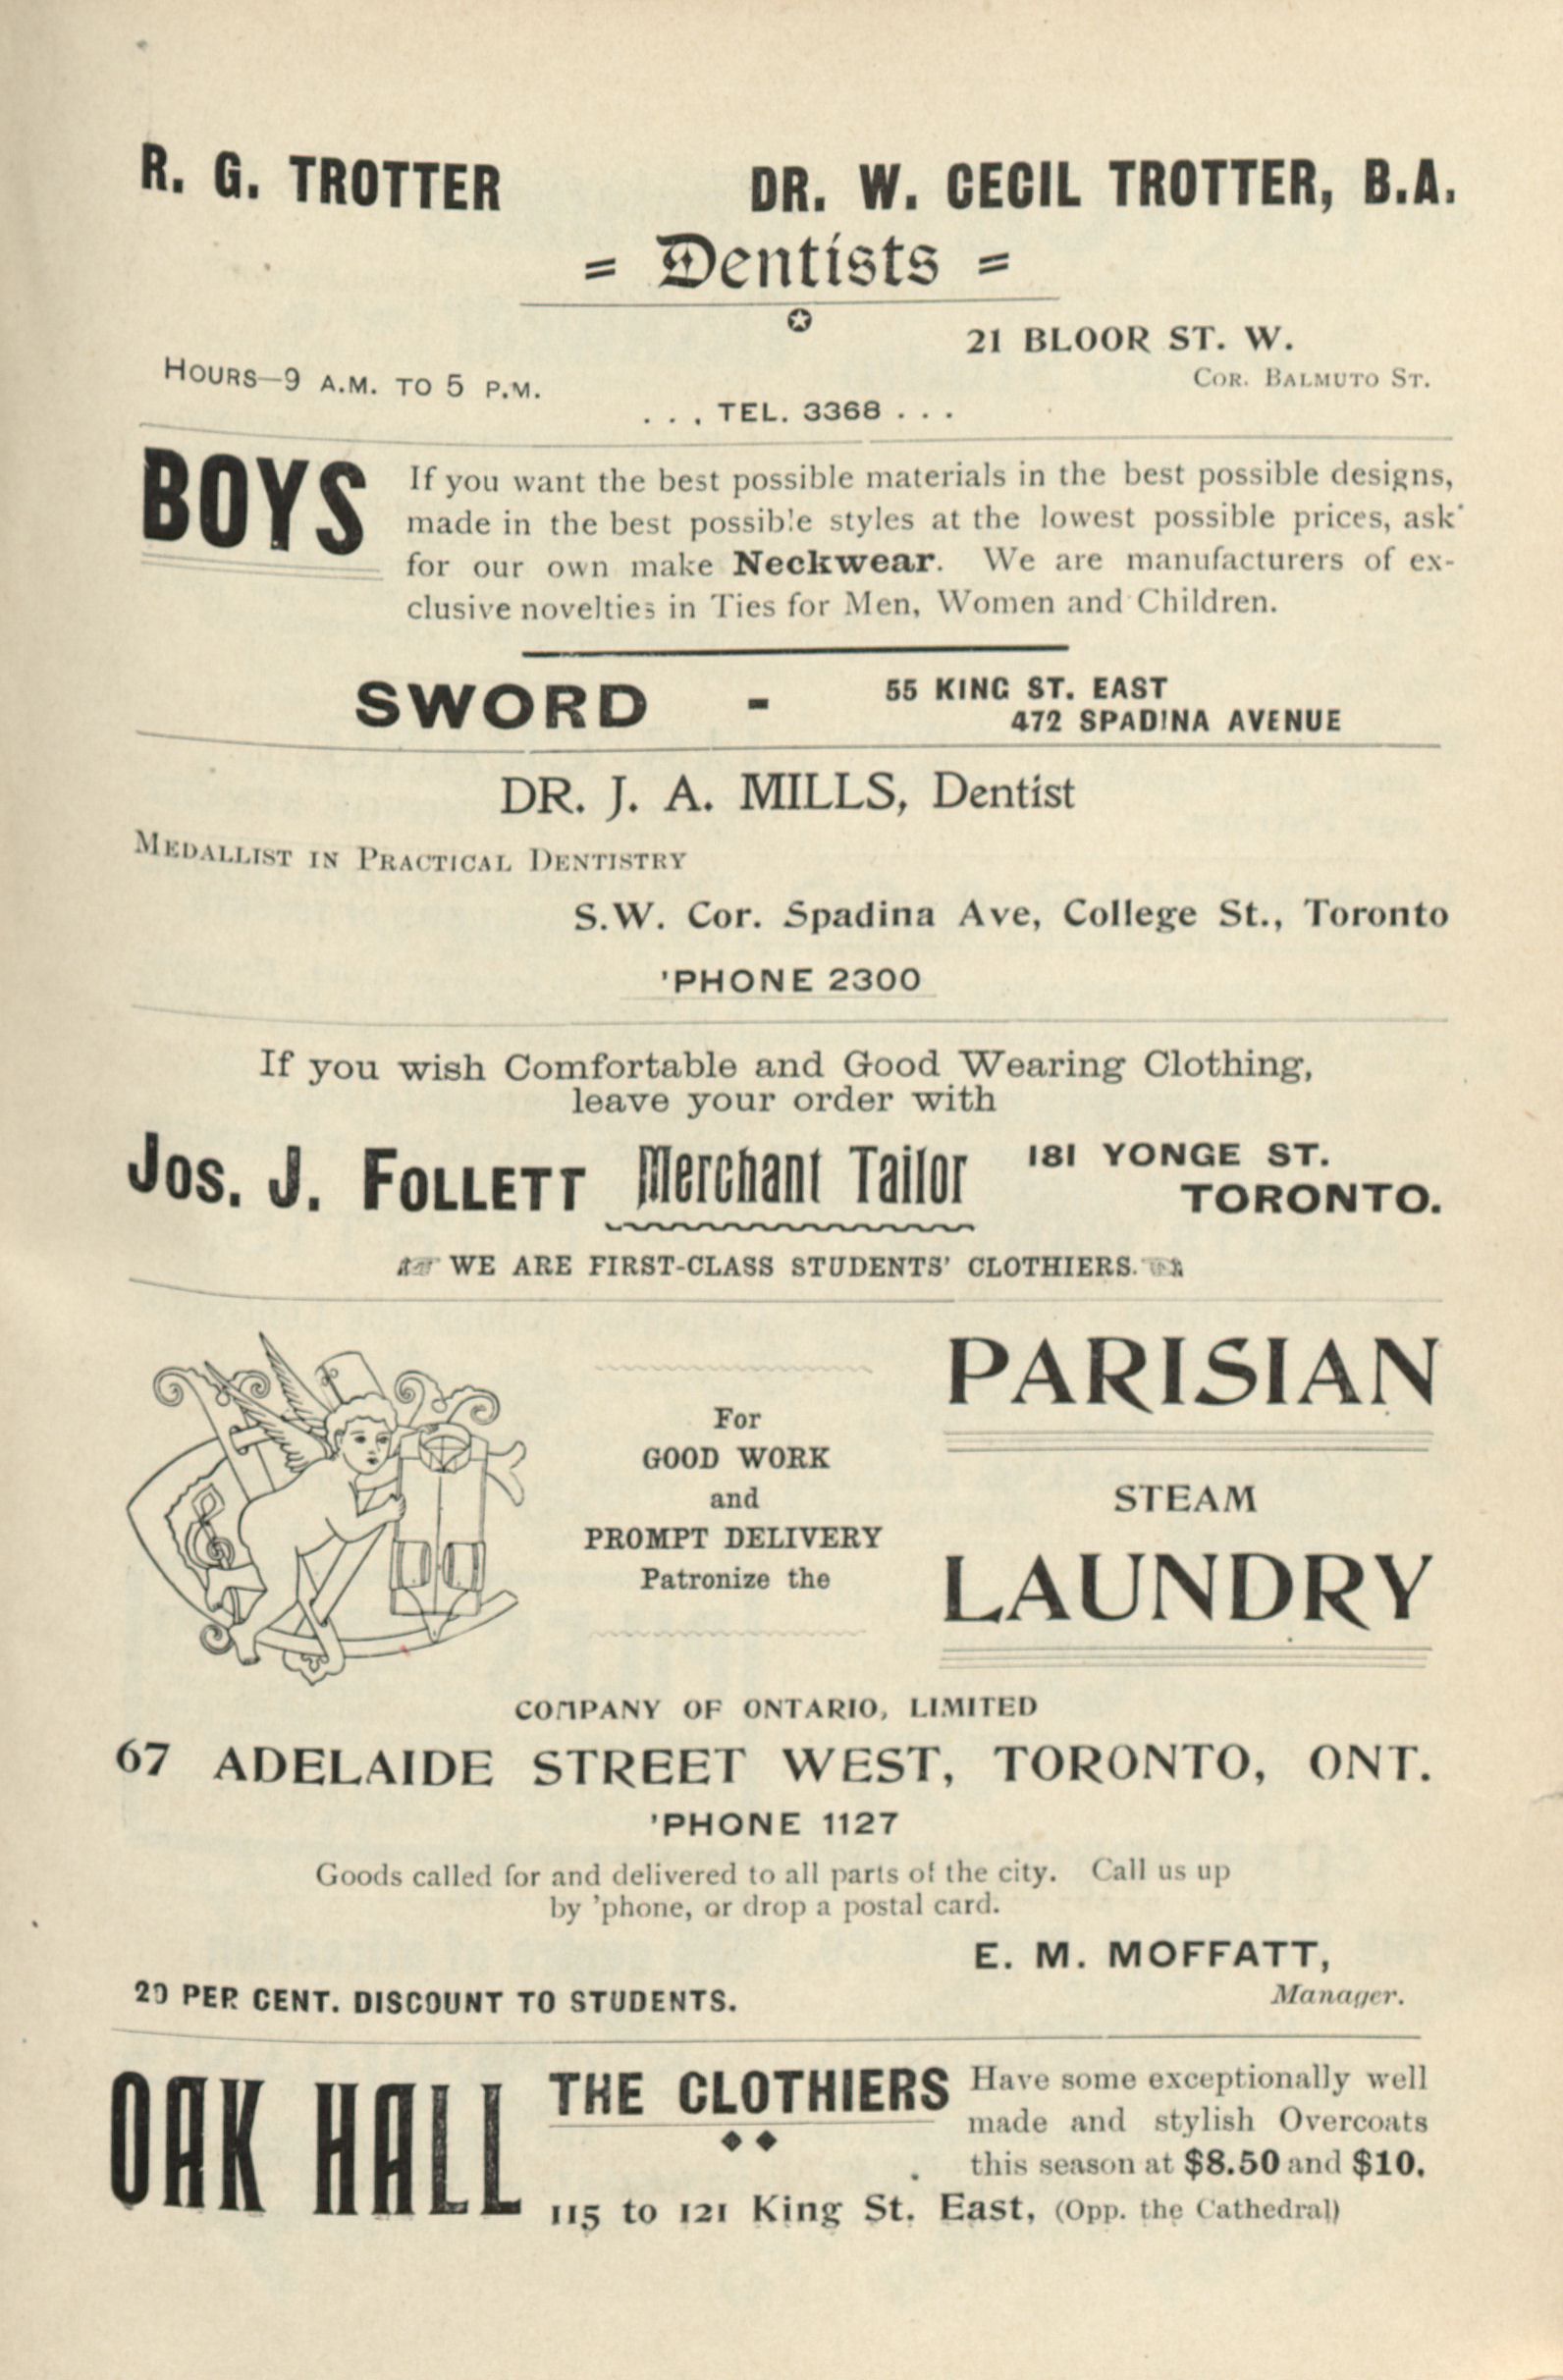 R. G. TROTTER DR. W. CECIL TROTTER, B.A.
= Dentists =
21 BLOOR ST. W.
HOURS—9 A.M. TO 5 P.M. COR. BALMUTO ST.
. . . TEL. 3368 . . .
BOYS
If you want the best possible materials in the best possible designs,
made in the best possible styles at the lowest possible prices, ask
for our own make Neckwear. We are manufacturers of ex-
clusive novelties in Ties for Men, Women and Children.
SWORD - 55 KING ST. EAST
472 SPADINA AVENUE
DR. J. A. MILLS, Dentist
MEDALLIST IN PRACTICAL DENTISTRY
S.W. Cor. Spadina Ave, College St., Toronto
'PHONE 2300
If you wish Comfortable and Good Wearing Clothing,
leave your order with
JOS. J. FOLLETT Merchant Tailor 181 YONGE ST.
TORONTO.
WE ARE FIRST-CLASS STUDENTS' CLOTHIERS.
For
GOOD WORK
and
PROMPT DELIVERY
Patronize the
PARISIAN
STEAM
LAUNDRY
COMPANY OF ONTARIO, LIMITED
67 ADELAIDE STREET WEST, TORONTO, ONT.
'PHONE 1127
Goods called for and delivered to all parts of the city. Call us up
by 'phone, or drop a postal card.
E. M. MOFFATT,
Manager.
20 PER CENT. DISCOUNT TO STUDENTS.
OAK HALL
THE CLOTHIERS
Have some exceptionally well
made and stylish Overcoats
this season at $8.50 and $10.
115 to 121 King St. East, (Opp. the Cathedral)